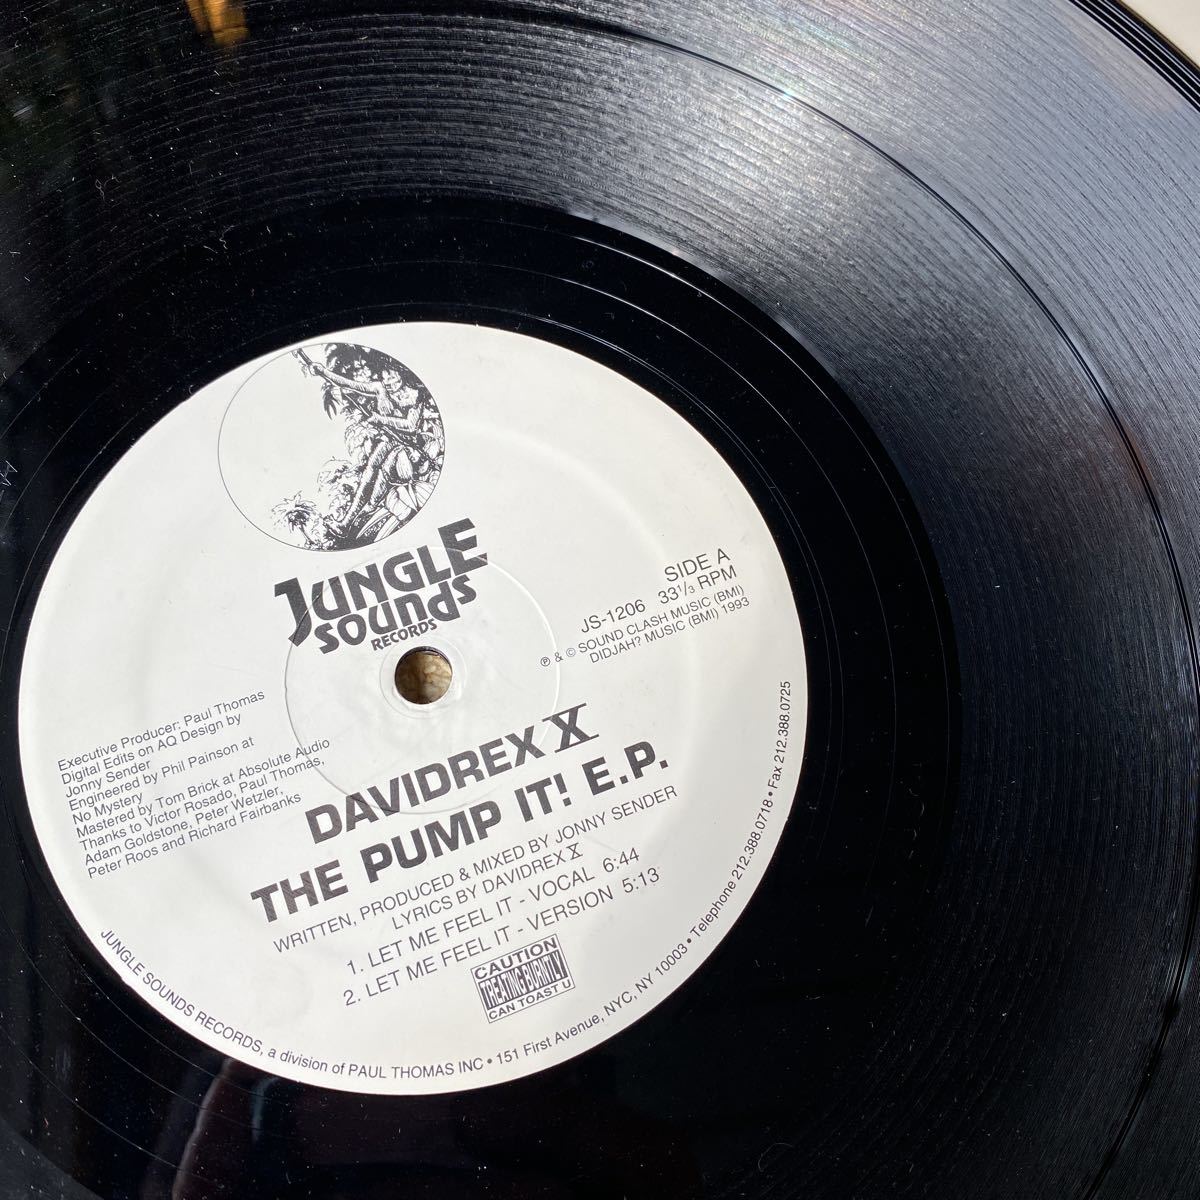 JUNGLE
SOUNDS
RECORDS
SIDE A
JS-1206 33 1/3 RPM
℗ & © SOUND CLASH MUSIC (BMI)
DIDJAH? MUSIC (BMI) 1993
Executive Producer: Paul Thomas
Digital Edits on AQ Design by
Jonny Sender
Engineered by Phil Painson at
No Mystery
Mastered by Tom Brick at Absolute Audio
Thanks to Victor Rosado, Paul Thomas,
Adam Goldstone, Peter Wetzler,
Peter Roos and Richard Fairbanks
DAVIDREX X
THE PUMP IT! E.P.
WRITTEN, PRODUCED & MIXED BY JONNY SENDER
LYRICS BY DAVIDREX X
1. LET ME FEEL IT - VOCAL 6:44
2. LET ME FEEL IT - VERSION 5:13
CAUTION
TREATING BURNTLY
CAN TOAST U
JUNGLE SOUNDS RECORDS, a division of PAUL THOMAS INC • 151 First Avenue, NYC, NY 10003 • Telephone 212.388.0718 • Fax 212.388.0725